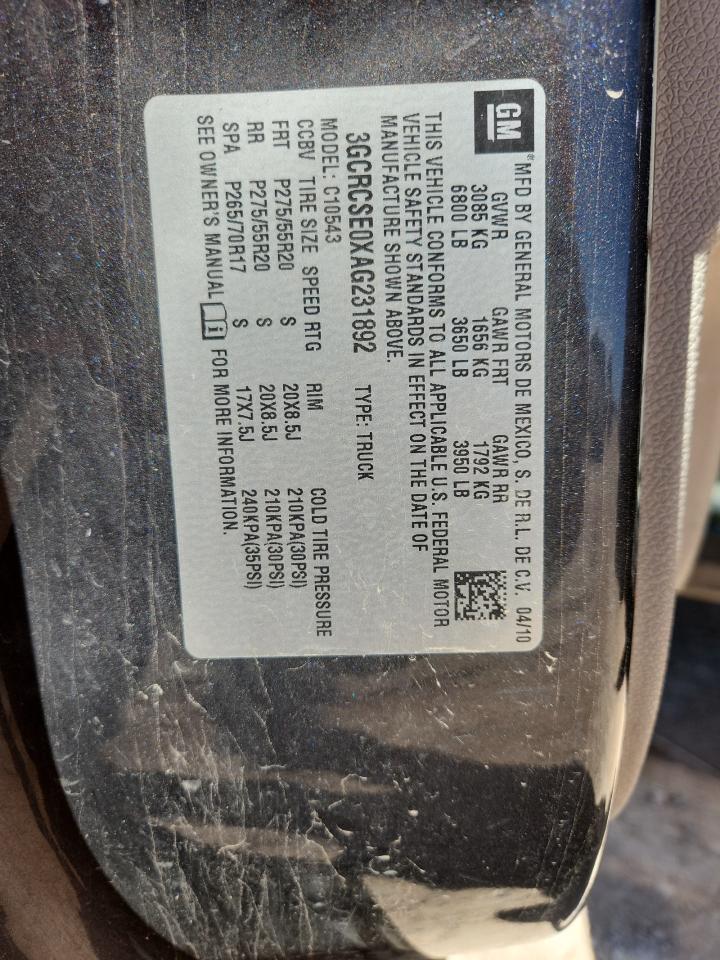 GM
® MFD BY GENERAL MOTORS DE MEXICO, S. DE R.L. DE C.V. 04/10
GVWR GAWR FRT GAWR RR
3085 KG 1656 KG 1792 KG
6800 LB 3650 LB 3950 LB
THIS VEHICLE CONFORMS TO ALL APPLICABLE U.S. FEDERAL MOTOR
VEHICLE SAFETY STANDARDS IN EFFECT ON THE DATE OF
MANUFACTURE SHOWN ABOVE.
3GCRCSE0XAG231892 TYPE: TRUCK
MODEL: C10543
CCBV TIRE SIZE SPEED RTG RIM COLD TIRE PRESSURE
FRT P275/55R20 S 20X8.5J 210KPA(30PSI)
RR P275/55R20 S 20X8.5J 210KPA(30PSI)
SPA P265/70R17 S 17X7.5J 240KPA(35PSI)
SEE OWNER'S MANUAL i FOR MORE INFORMATION.